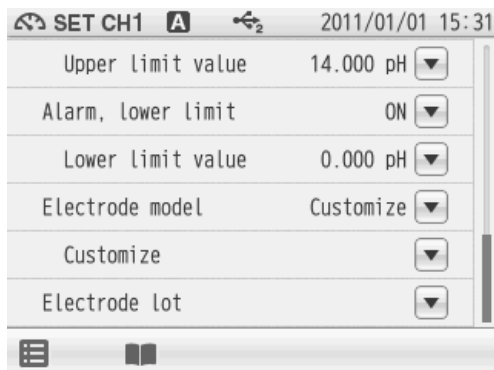 SET CH1 A 2 2011/01/01 15:31
Upper limit value 14.000 pH
Alarm, lower limit ON
Lower limit value 0.000 pH
Electrode model Customize
Customize
Electrode lot